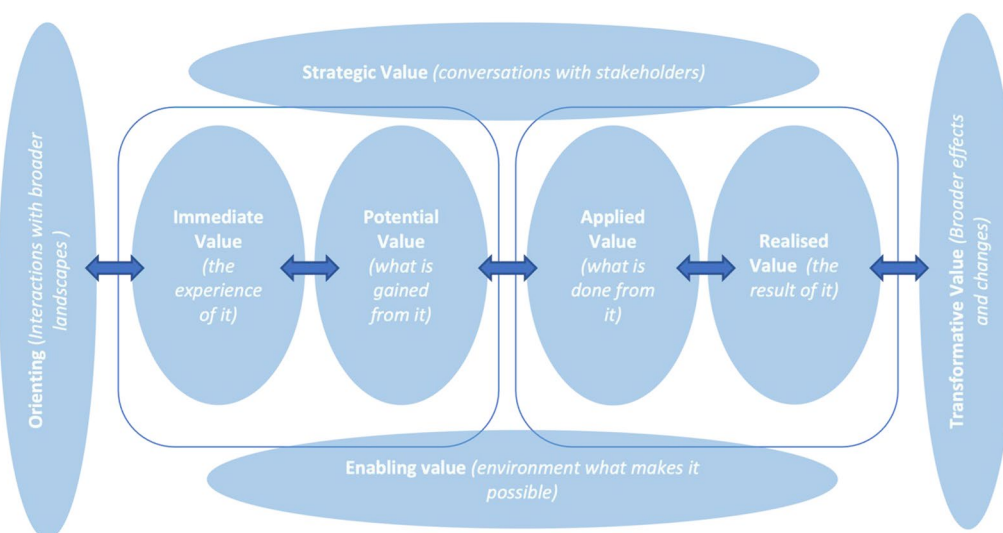 Strategic Value (conversations with stakeholders)
Orienting (Interactions with broader
landscapes )
Immediate
Value
(the
experience
of it)
Potential
Value
(what is
gained
from it)
Applied
Value
(what is
done from
it)
Realised
Value (the
result of it)
Transformative Value (Broader effects
and changes)
Enabling value (environment what makes it
possible)